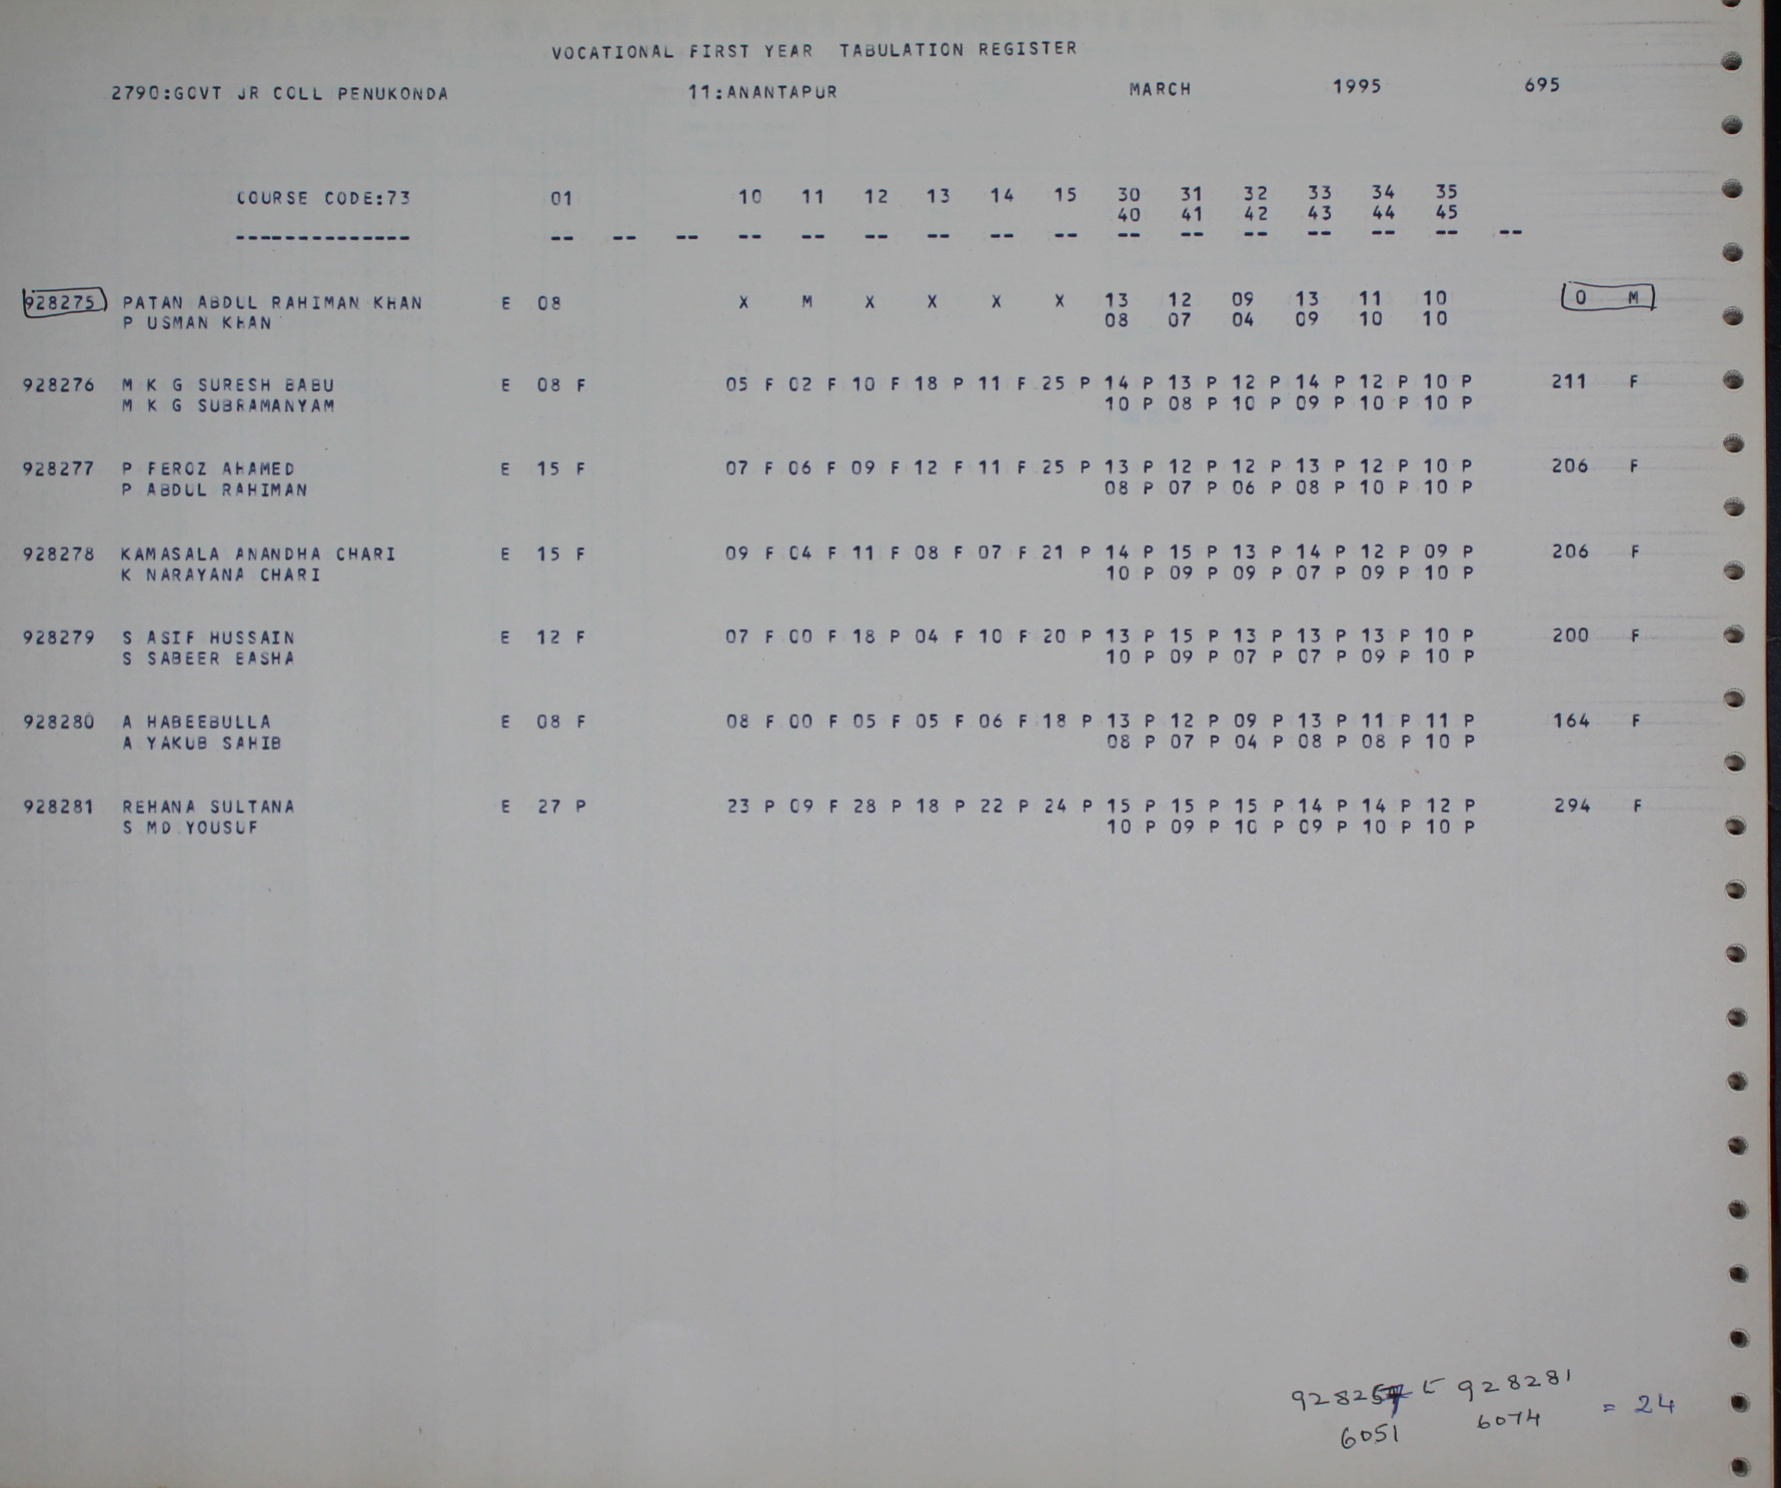 VOCATIONAL FIRST YEAR TABULATION REGISTER
2790:GOVT JR COLL PENUKONDA 11:ANANTAPUR MARCH 1995 695
COURSE CODE:73 01 10 11 12 13 14 15 30 31 32 33 34 35
40 41 42 43 44 45
-------------- -- -- -- -- -- -- -- -- -- -- -- -- -- -- -- --
928275 PATAN ABDUL RAHIMAN KHAN E 08 X M X X X X 13 12 09 13 11 10 0 M
P USMAN KHAN 08 07 04 09 10 10
928276 M K G SURESH BABU E 08 F 05 F 02 F 10 F 18 P 11 F 25 P 14 P 13 P 12 P 14 P 12 P 10 P 211 F
M K G SUBRAMANYAM 10 P 08 P 10 P 09 P 10 P 10 P
928277 P FEROZ AHAMED E 15 F 07 F 06 F 09 F 12 F 11 F 25 P 13 P 12 P 12 P 13 P 12 P 10 P 206 F
P ABDUL RAHIMAN 08 P 07 P 06 P 08 P 10 P 10 P
928278 KAMASALA ANANDHA CHARI E 15 F 09 F 04 F 11 F 08 F 07 F 21 P 14 P 15 P 13 P 14 P 12 P 09 P 206 F
K NARAYANA CHARI 10 P 09 P 09 P 07 P 09 P 10 P
928279 S ASIF HUSSAIN E 12 F 07 F 00 F 18 P 04 F 10 F 20 P 13 P 15 P 13 P 13 P 13 P 10 P 200 F
S SABEER BASHA 10 P 09 P 07 P 07 P 09 P 10 P
928280 A HABEEBULLA E 08 F 08 F 00 F 05 F 05 F 06 F 18 P 13 P 12 P 09 P 13 P 11 P 11 P 164 F
A YAKUB SAHIB 08 P 07 P 04 P 08 P 08 P 10 P
928281 REHANA SULTANA E 27 P 23 P 09 F 28 P 18 P 22 P 24 P 15 P 15 P 15 P 14 P 14 P 12 P 294 F
S MD YOUSUF 10 P 09 P 10 P 09 P 10 P 10 P
928281
6051 6074 = 24